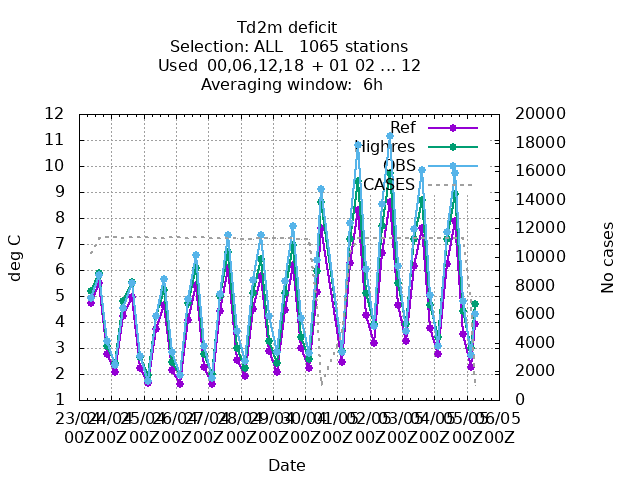 Td2m deficit
Selection: ALL 1065 stations
Used 00,06,12,18 + 01 02 ... 12
Averaging window: 6h
deg C
12
11
10
9
8
7
6
5
4
3
2
1
Ref
Highres
OBS
CASES
20000
18000
16000
14000
12000
10000
8000
6000
4000
2000
0
No cases
23/04 24/04 25/04 26/04 27/04 28/04 29/04 30/04 01/05 02/05 03/05 04/05 05/05 06/05
00Z 00Z 00Z 00Z 00Z 00Z 00Z 00Z 00Z 00Z 00Z 00Z 00Z 00Z
Date